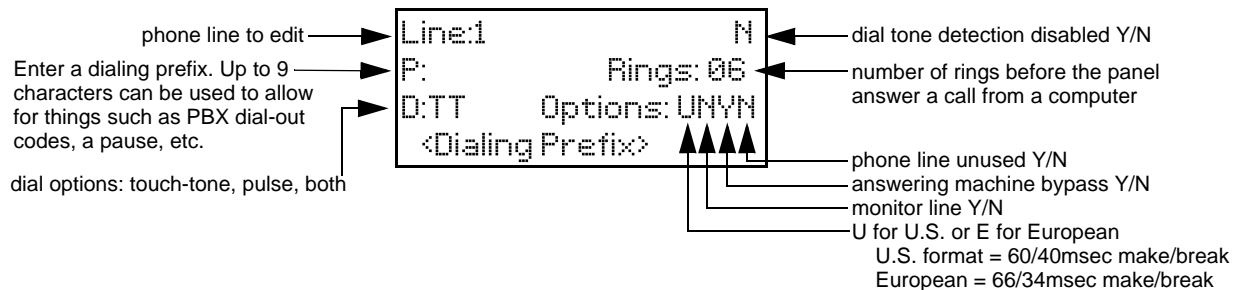 phone line to edit
Enter a dialing prefix. Up to 9
characters can be used to allow
for things such as PBX dial-out
codes, a pause, etc.
dial options: touch-tone, pulse, both
Line:1 N
P: Rings: 06
D:TT Options: UNYN
<Dialing Prefix>
dial tone detection disabled Y/N
number of rings before the panel
answer a call from a computer
phone line unused Y/N
answering machine bypass Y/N
monitor line Y/N
U for U.S. or E for European
U.S. format = 60/40msec make/break
European = 66/34msec make/break